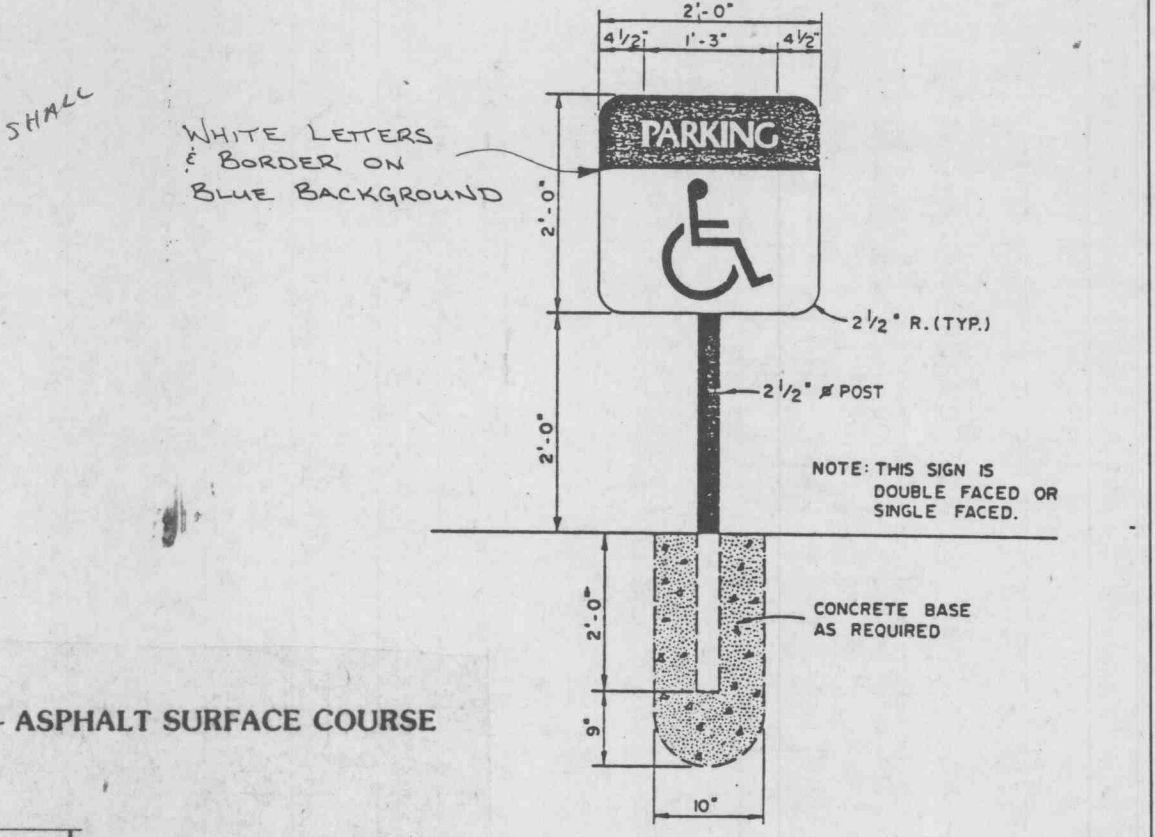 2'-0"
4 1/2" 1'-3" 4 1/2"
SHALL
WHITE LETTERS
& BORDER ON
BLUE BACKGROUND
PARKING
2'-0"
2 1/2" R. (TYP.)
2 1/2" ø POST
2'-0"
NOTE: THIS SIGN IS
DOUBLE FACED OR
SINGLE FACED.
2'-0"
CONCRETE BASE
AS REQUIRED
ASPHALT SURFACE COURSE
9"
10"